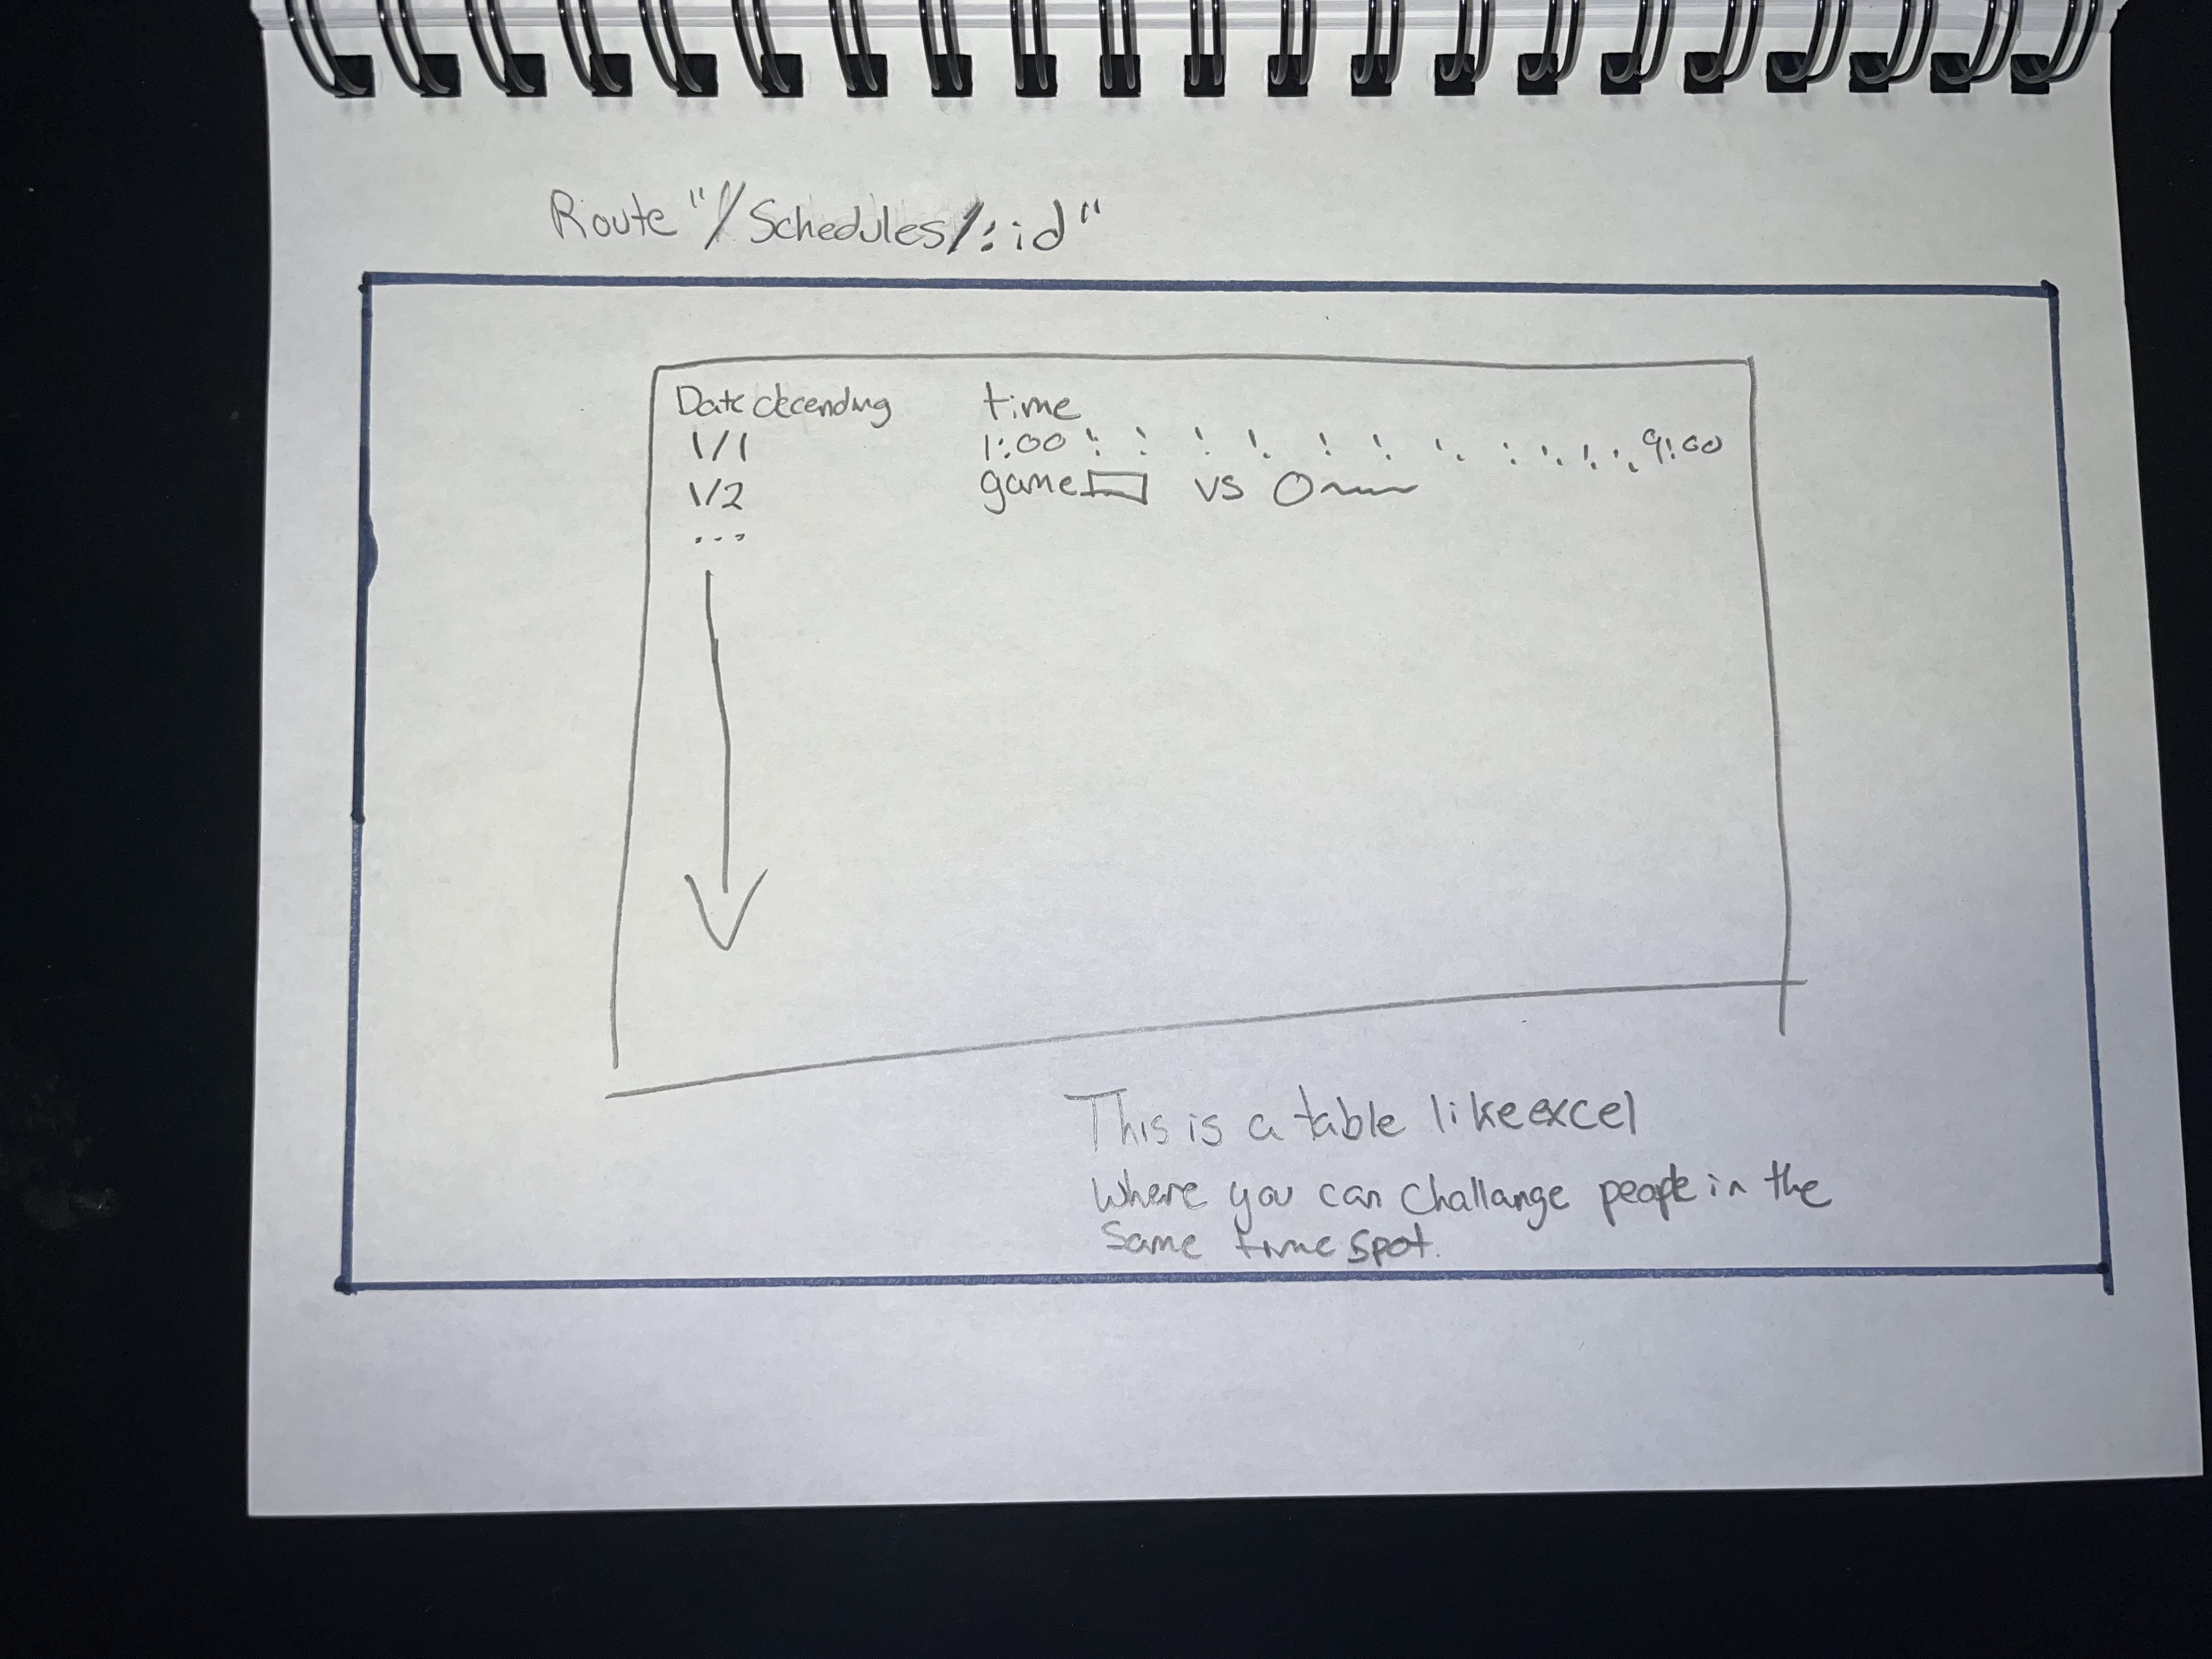 Route "/Schedules/:id"
Date decending time
1/1 1:00 : : : : : : : : : : : 9:00
1/2 game vs
...
This is a table like excel
where you can challange people in the
same time spot.